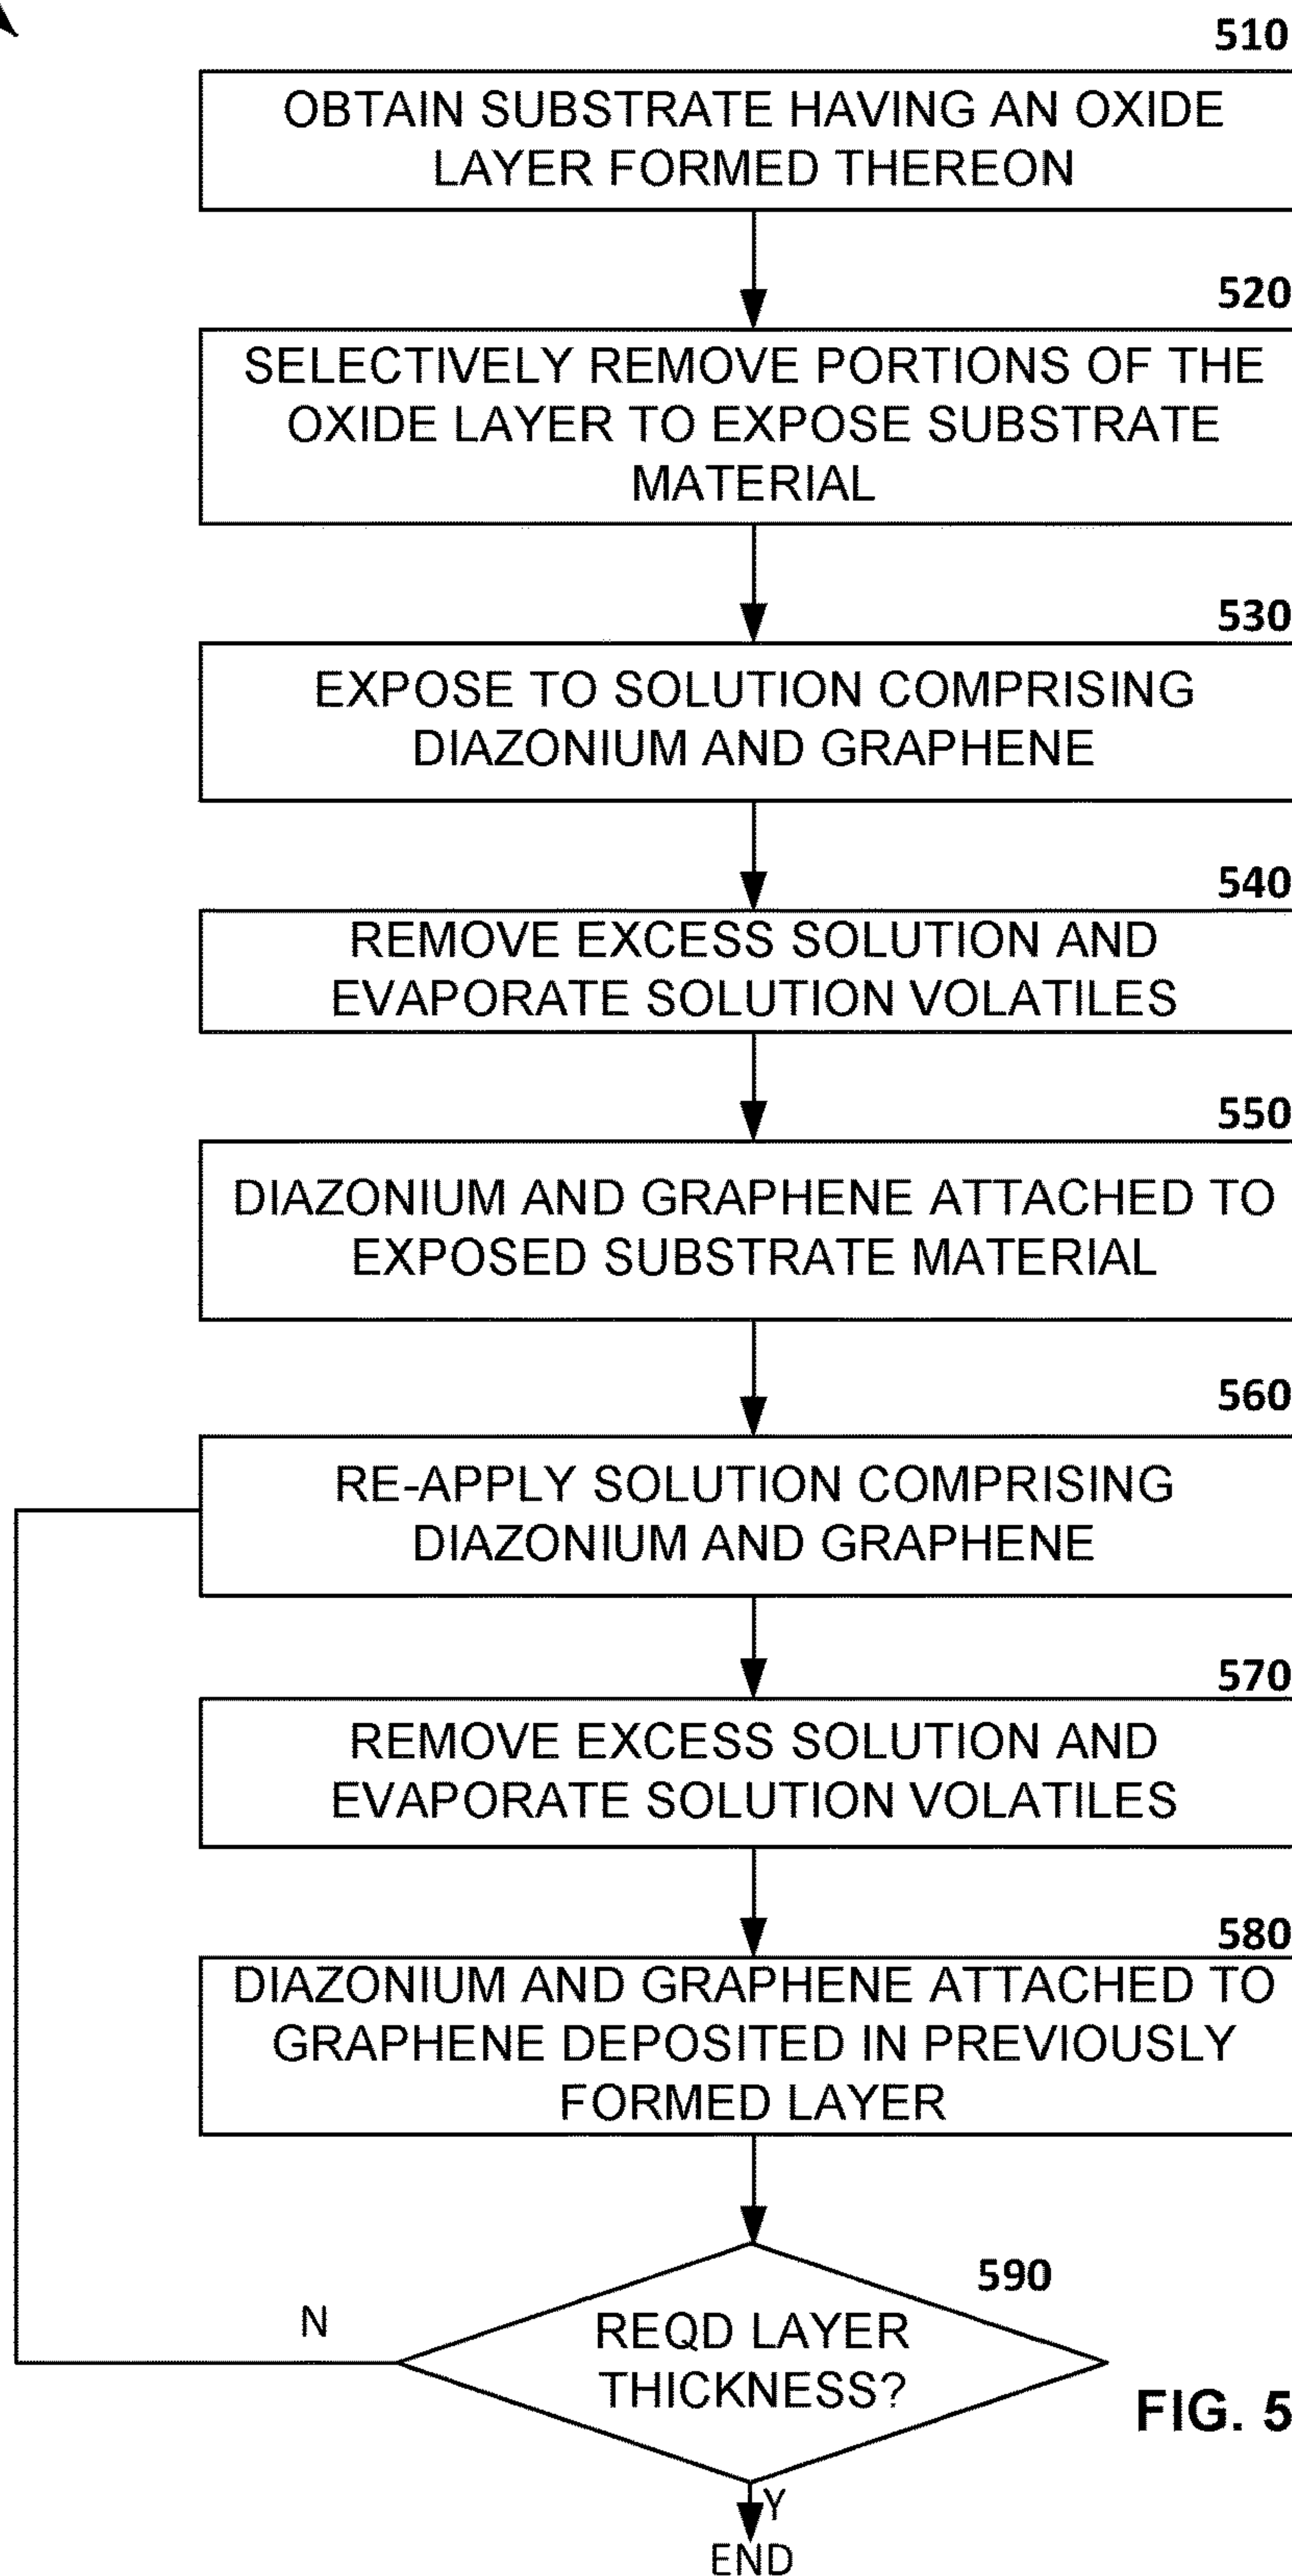 510
OBTAIN SUBSTRATE HAVING AN OXIDE
LAYER FORMED THEREON
520
SELECTIVELY REMOVE PORTIONS OF THE
OXIDE LAYER TO EXPOSE SUBSTRATE
MATERIAL
530
EXPOSE TO SOLUTION COMPRISING
DIAZONIUM AND GRAPHENE
540
REMOVE EXCESS SOLUTION AND
EVAPORATE SOLUTION VOLATILES
550
DIAZONIUM AND GRAPHENE ATTACHED TO
EXPOSED SUBSTRATE MATERIAL
560
RE-APPLY SOLUTION COMPRISING
DIAZONIUM AND GRAPHENE
570
REMOVE EXCESS SOLUTION AND
EVAPORATE SOLUTION VOLATILES
580
DIAZONIUM AND GRAPHENE ATTACHED TO
GRAPHENE DEPOSITED IN PREVIOUSLY
FORMED LAYER
590
N
REQD LAYER
THICKNESS?
FIG. 5
Y
END